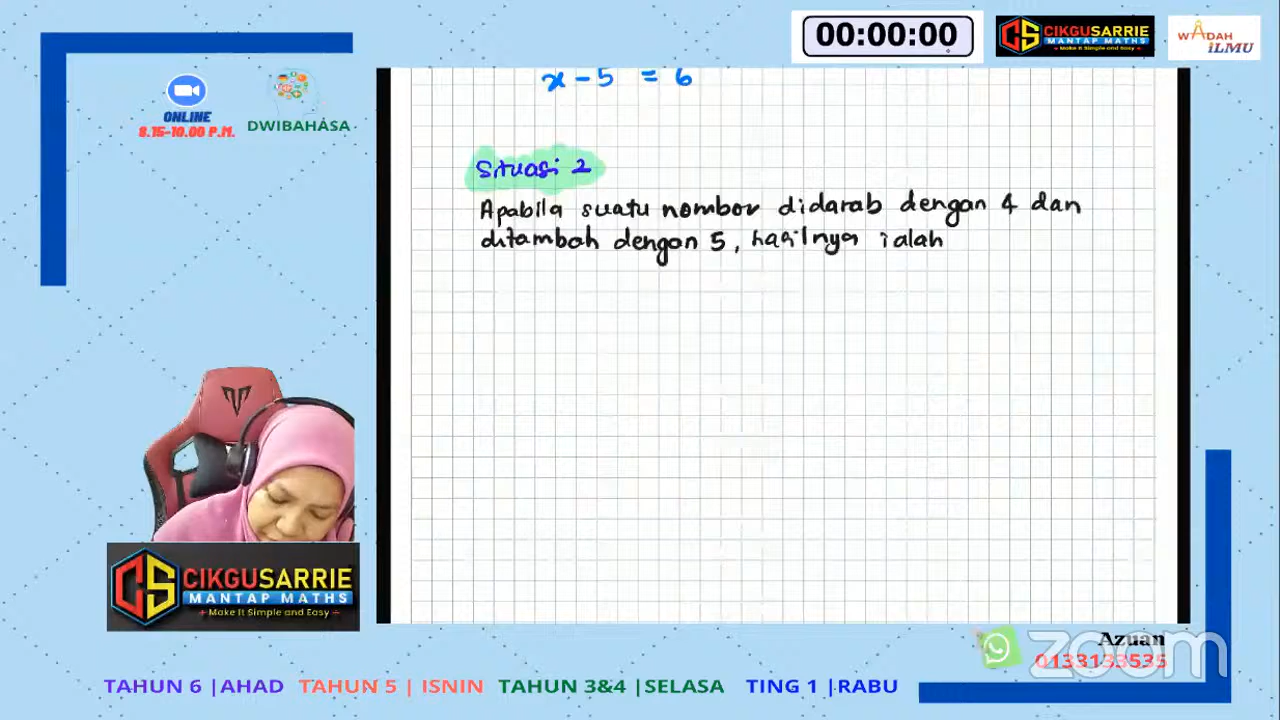 00:00:00
CS CIKGUSARRIE
MANTAP MATHS
Make It Simple and Easy
WADAH
iLMU
ONLINE
8.15-10.00 P.M.
DWIBAHASA
x - 5 = 6
Situasi 2
Apabila suatu nombor didarab dengan 4 dan
ditambah dengan 5, hasilnya ialah
CS CIKGUSARRIE
MANTAP MATHS
Make It Simple and Easy
Azuan
0133133535
zoom
TAHUN 6 |AHAD TAHUN 5 | ISNIN TAHUN 3&4 |SELASA TING 1 |RABU